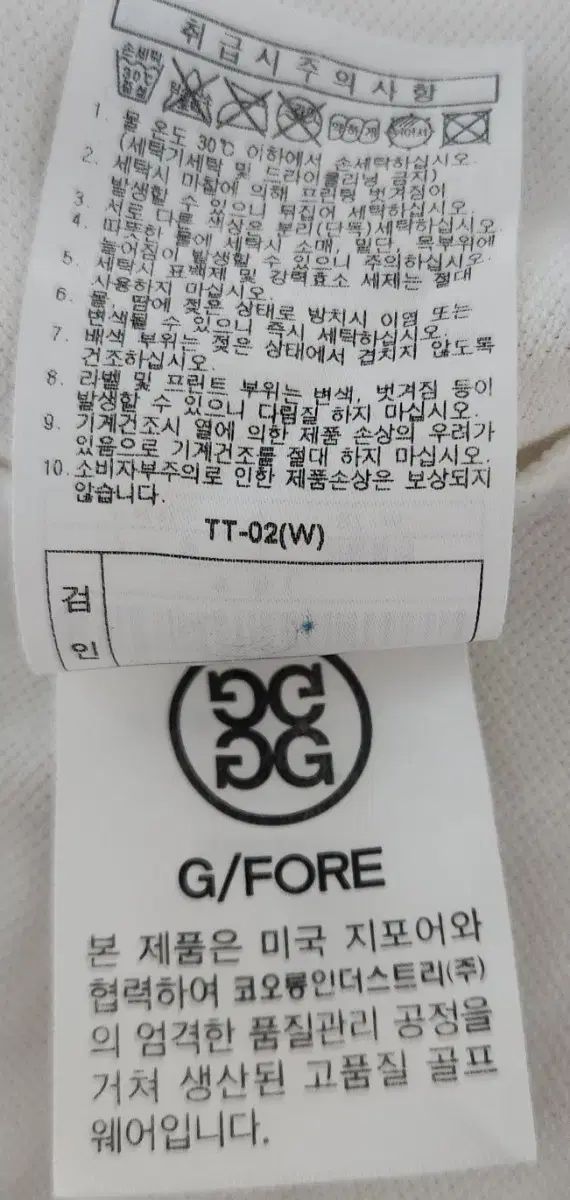 취급시주의사항
손세탁
30℃
약하게
뉘어서
1. 물 온도 30℃ 이하에서 손세탁하십시오.
(세탁기세탁 및 드라이클리닝 금지)
2. 세탁시 마찰에 의해 프린팅 벗겨짐이
발생할 수 있으니 뒤집어 세탁하십시오.
3. 서로 다른 색상은 분리(단독)세탁하십시오.
4. 따뜻한 물에 세탁시 소매, 밑단, 목부위에
늘어짐이 발생할 수 있으니 주의하십시오.
5. 세탁시 표백제 및 강력효소 세제는 절대
사용하지 마십시오.
6. 물, 땀에 젖은 상태로 방치시 이염 또는
변색될 수 있으니 즉시 세탁하십시오.
7. 배색 부위는 젖은 상태에서 겹치지 않도록
건조하십시오.
8. 라벨 및 프린트 부위는 변색, 벗겨짐 등이
발생할 수 있으니 다림질 하지 마십시오.
9. 기계건조시 열에 의한 제품 손상의 우려가
있음으로 기계건조를 절대 하지 마십시오.
10. 소비자부주의로 인한 제품손상은 보상되지
않습니다.
TT-02(W)
검
인
G/FORE
본 제품은 미국 지포어와
협력하여 코오롱인더스트리(주)
의 엄격한 품질관리 공정을
거쳐 생산된 고품질 골프
웨어입니다.